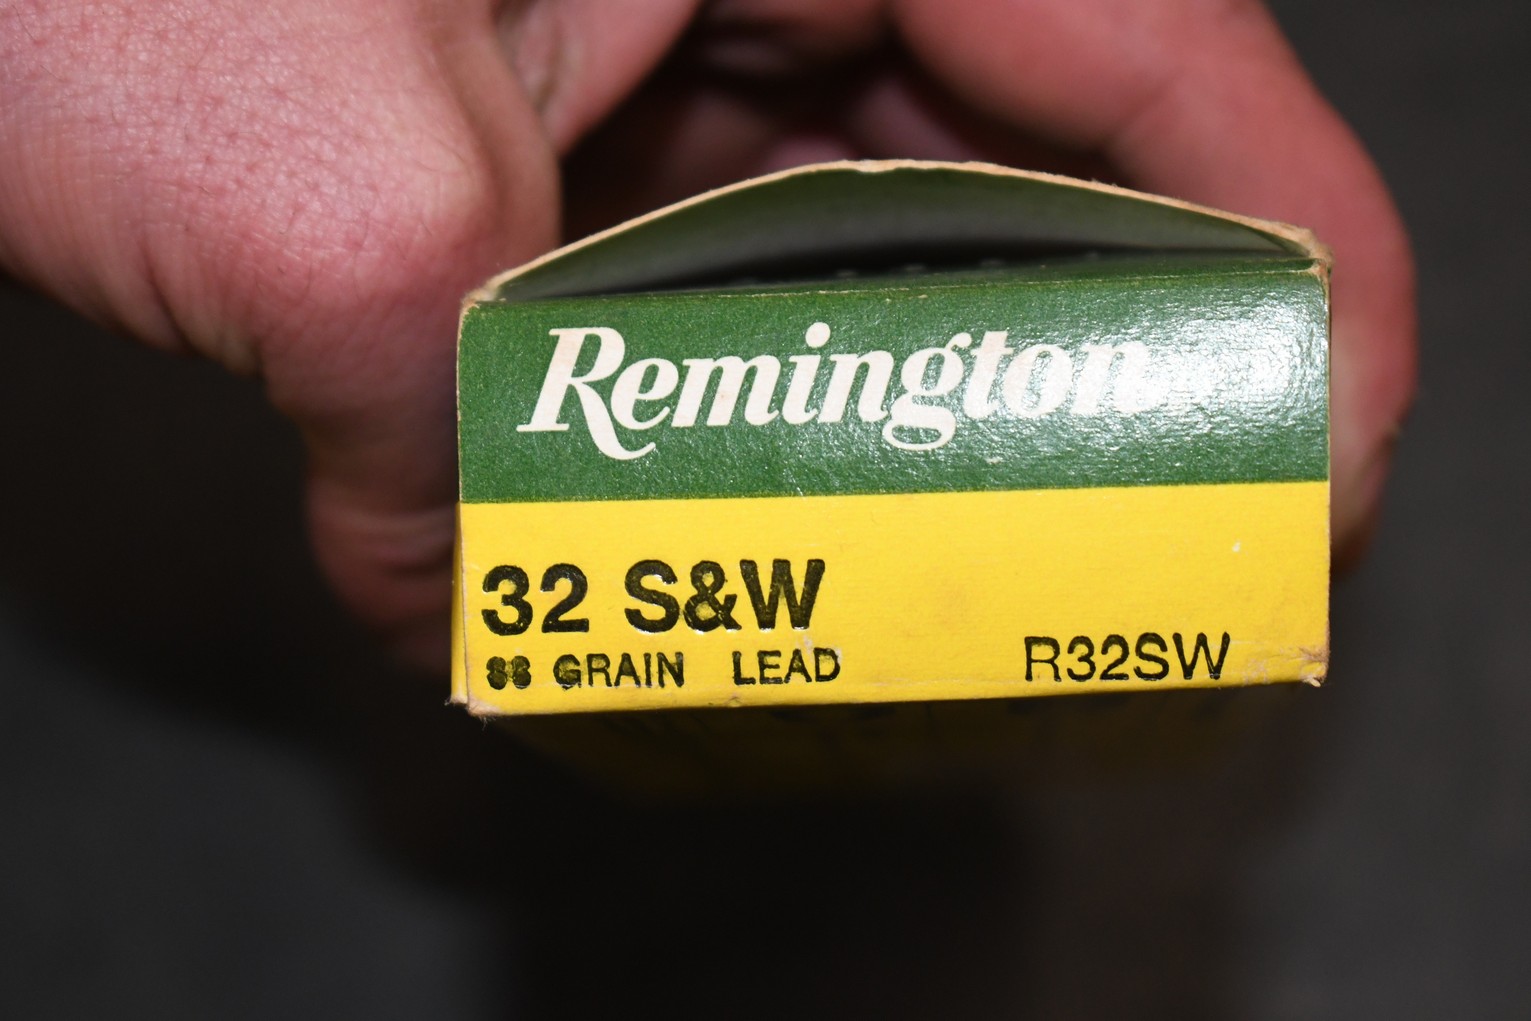 Remington
32 S&W
88 GRAIN LEAD
R32SW